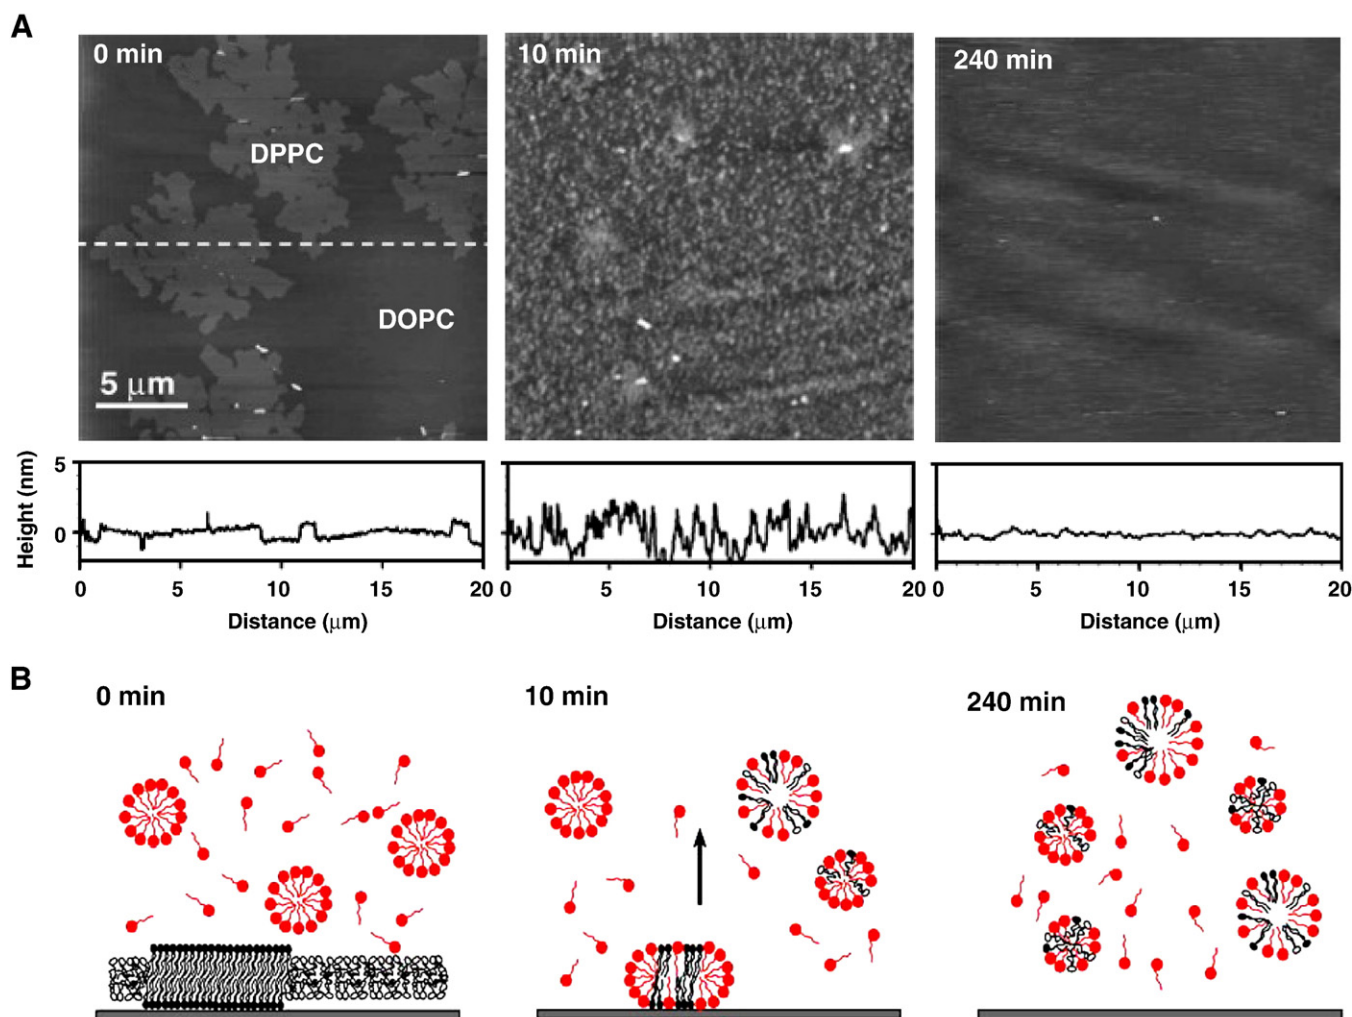 A
0 min
10 min
240 min
DPPC
DOPC
5 μm
Height (nm)
5
0
0 5 10 15 20
0 5 10 15 20
0 5 10 15 20
Distance (μm)
Distance (μm)
Distance (μm)
B
0 min
10 min
240 min